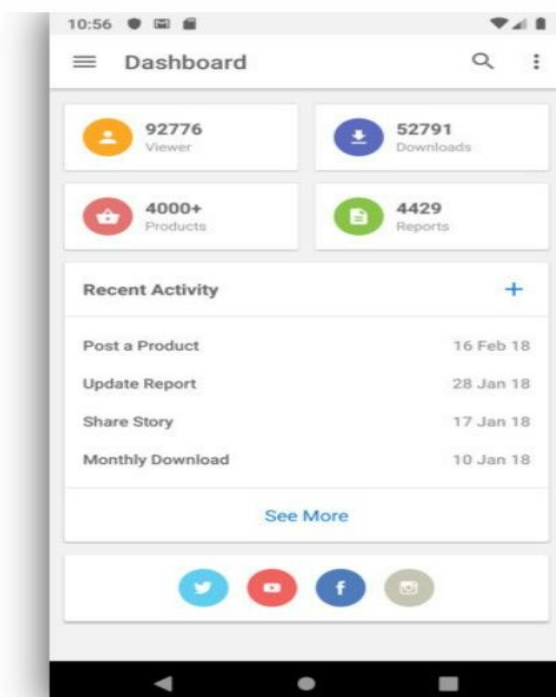 10:56
Dashboard
92776
Viewer
52791
Downloads
4000+
Products
4429
Reports
Recent Activity +
Post a Product 16 Feb 18
Update Report 28 Jan 18
Share Story 17 Jan 18
Monthly Download 10 Jan 18
See More